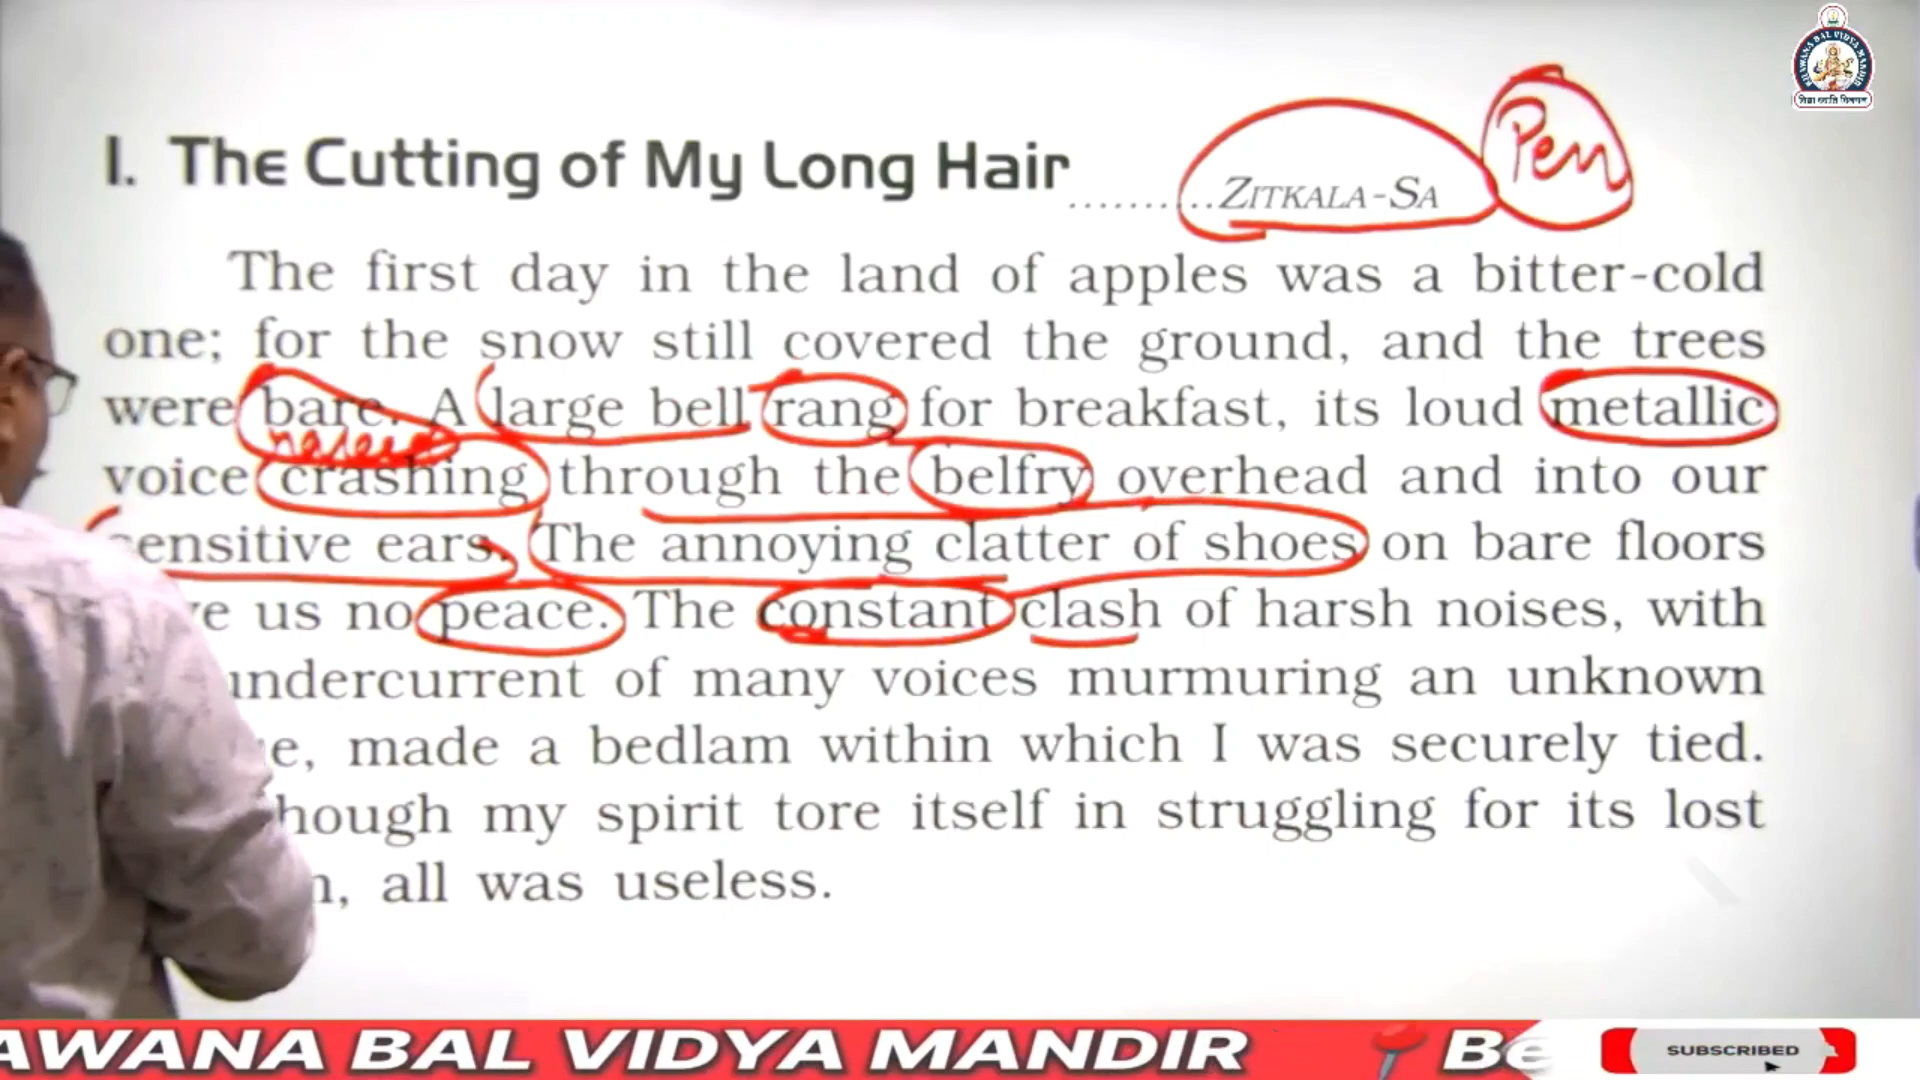 Pen
I. The Cutting of My Long Hair ..........ZITKALA-SA
The first day in the land of apples was a bitter-cold
one; for the snow still covered the ground, and the trees
were bare. A large bell rang for breakfast, its loud metallic
voice crashing through the belfry overhead and into our
sensitive ears. The annoying clatter of shoes on bare floors
us no peace. The constant clash of harsh noises, with
undercurrent of many voices murmuring an unknown
made a bedlam within which I was securely tied.
though my spirit tore itself in struggling for its lost
all was useless.
AWANA BAL VIDYA MANDIR Be
SUBSCRIBED